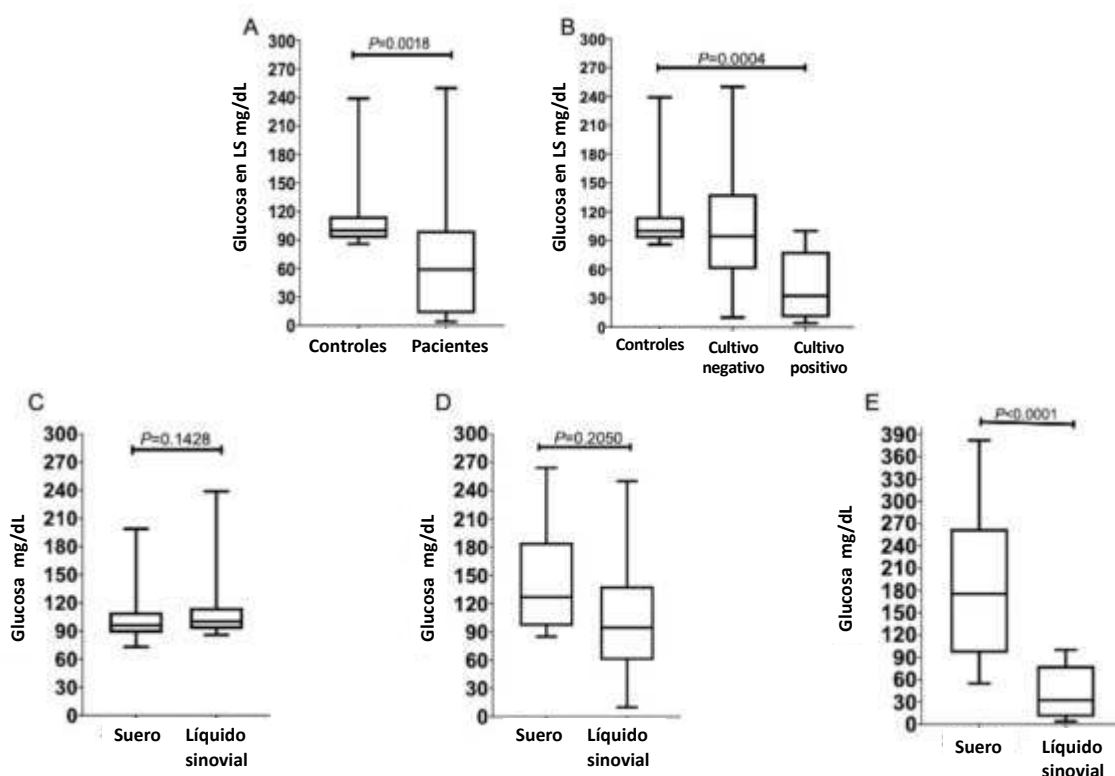 A
P=0.0018
Glucosa en LS mg/dL
300
270
240
210
180
150
120
90
60
30
0
Controles
Pacientes
B
P=0.0004
Glucosa en LS mg/dL
300
270
240
210
180
150
120
90
60
30
0
Controles
Cultivo
negativo
Cultivo
positivo
C
P=0.1428
Glucosa mg/dL
300
270
240
210
180
150
120
90
60
30
0
Suero
Líquido
sinovial
D
P=0.2050
Glucosa mg/dL
300
270
240
210
180
150
120
90
60
30
0
Suero
Líquido
sinovial
E
P<0.0001
Glucosa mg/dL
390
360
330
300
270
240
210
180
150
120
90
60
30
0
Suero
Líquido
sinovial